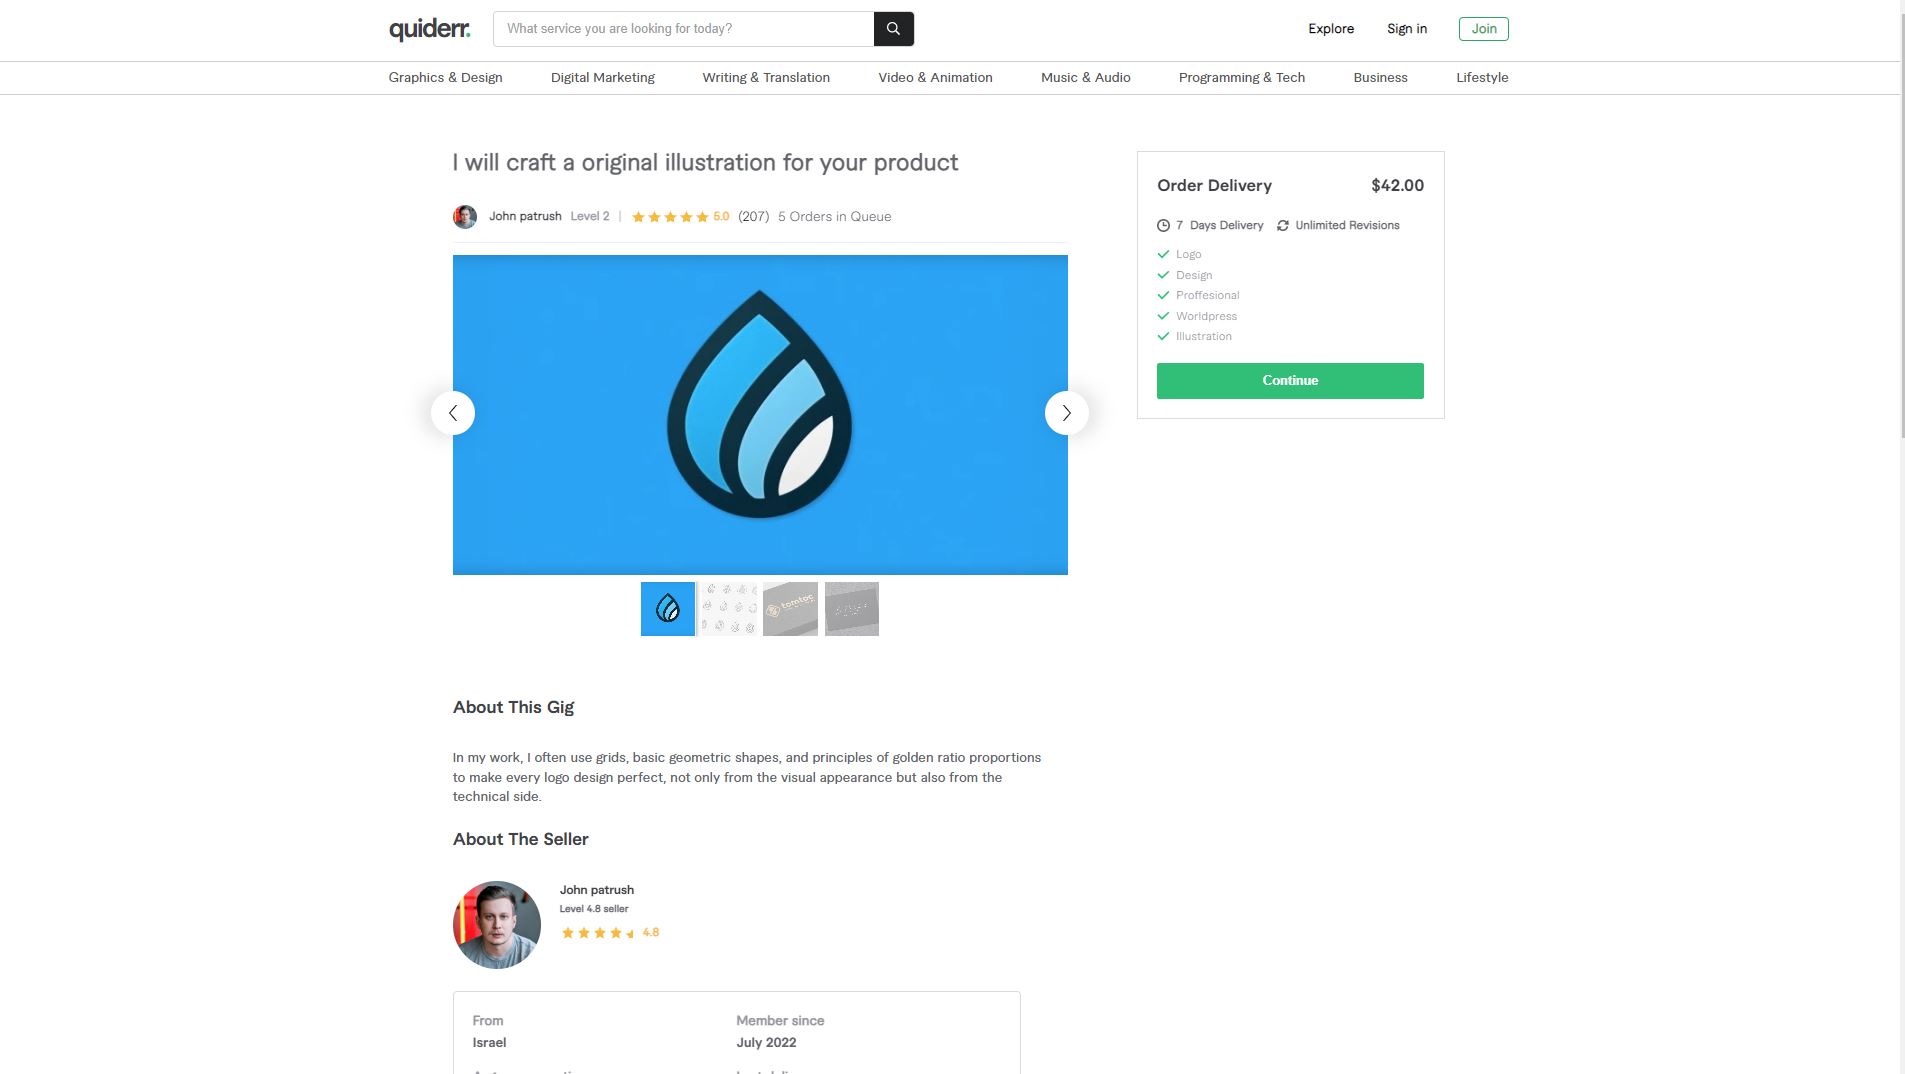 quiderr.
What service you are looking for today?
Explore
Sign in
Join
Graphics & Design
Digital Marketing
Writing & Translation
Video & Animation
Music & Audio
Programming & Tech
Business
Lifestyle
I will craft a original illustration for your product
John patrush Level 2 | 5.0 (207) 5 Orders in Queue
tomtoc
Order Delivery $42.00
7 Days Delivery Unlimited Revisions
Logo
Design
Proffesional
Worldpress
Illustration
Continue
About This Gig
In my work, I often use grids, basic geometric shapes, and principles of golden ratio proportions
to make every logo design perfect, not only from the visual appearance but also from the
technical side.
About The Seller
John patrush
Level 4.8 seller
4.8
From
Israel
Member since
July 2022